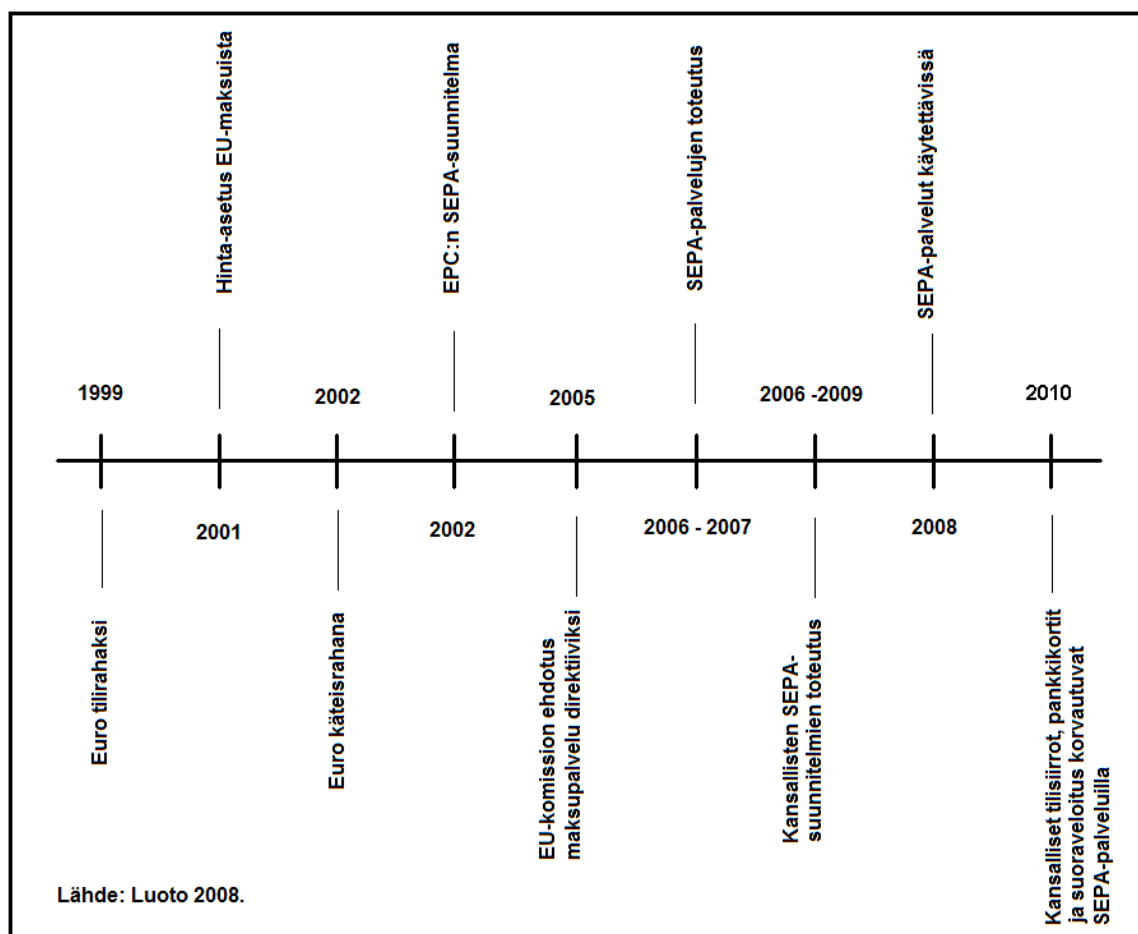 Hinta-asetus EU-maksuista
EPC:n SEPA-suunnitelma
SEPA-palvelujen toteutus
SEPA-palvelut käytettävissä
1999
2002
2005
2006 -2009
2010
2001
2002
2006 - 2007
2008
Euro tilirahaksi
Euro käteisrahana
EU-komission ehdotus
maksupalvelu direktiiviksi
Kansallisten SEPA-
suunnitelmien toteutus
Kansalliset tilisiirrot, pankkikortit
ja suoraveloitus korvautuvat
SEPA-palveluilla
Lähde: Luoto 2008.